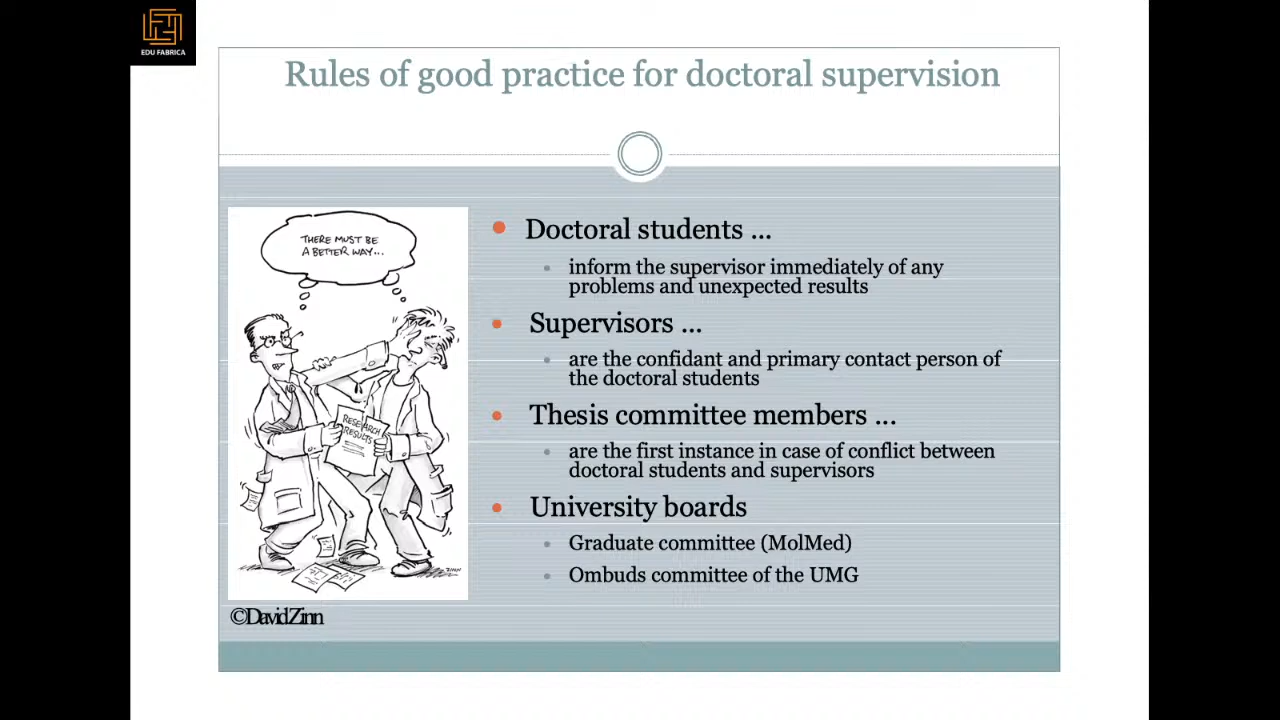 EDU FABRICA
Rules of good practice for doctoral supervision
THERE MUST BE
A BETTER WAY...
RESEARCH
RESULTS
ZINN
©DavidZinn
Doctoral students ...
inform the supervisor immediately of any
problems and unexpected results
Supervisors ...
are the confidant and primary contact person of
the doctoral students
Thesis committee members ...
are the first instance in case of conflict between
doctoral students and supervisors
University boards
Graduate committee (MolMed)
Ombuds committee of the UMG